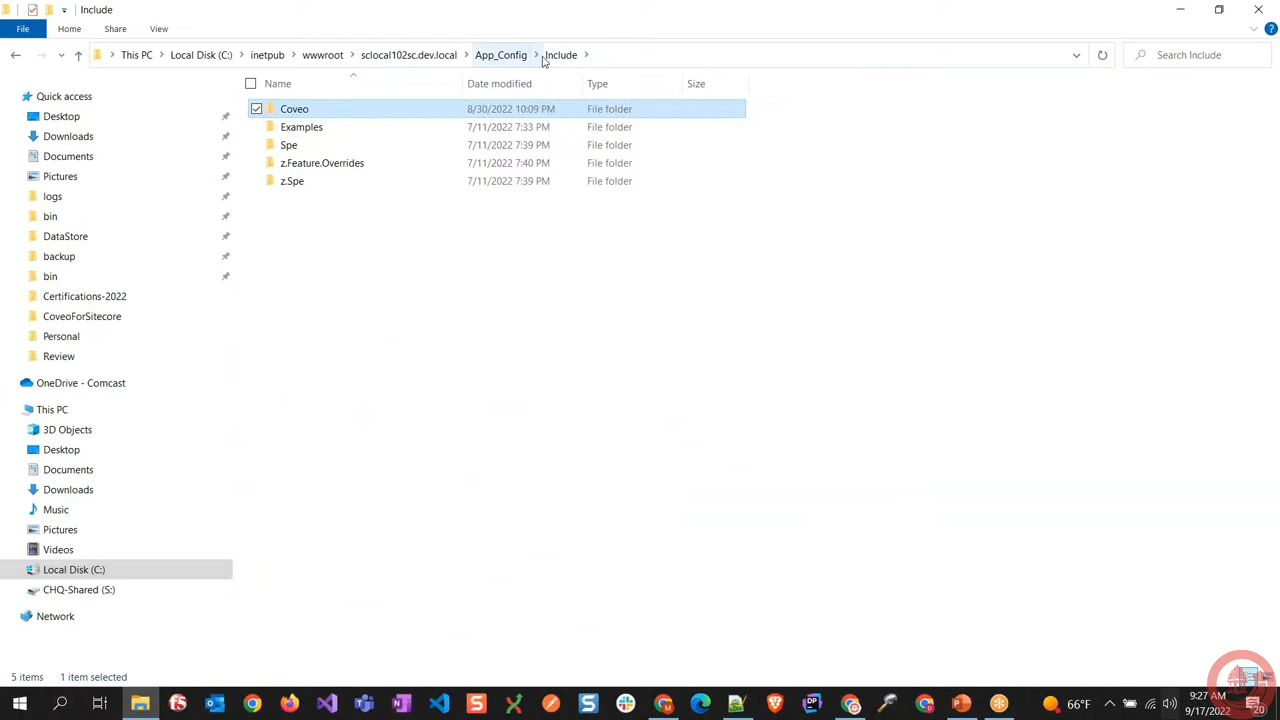 Include
File
Home
Share
View
This PC
Local Disk (C:)
inetpub
wwwroot
sclocal102sc.dev.local
App_Config
Include
Search Include
Name
Date modified
Type
Size
Coveo
8/30/2022 10:09 PM
File folder
Examples
7/11/2022 7:33 PM
File folder
Spe
7/11/2022 7:39 PM
File folder
z.Feature.Overrides
7/11/2022 7:40 PM
File folder
z.Spe
7/11/2022 7:39 PM
File folder
Quick access
Desktop
Downloads
Documents
Pictures
logs
bin
DataStore
backup
bin
Certifications-2022
CoveoForSitecore
Personal
Review
OneDrive - Comcast
This PC
3D Objects
Desktop
Documents
Downloads
Music
Pictures
Videos
Local Disk (C:)
CHQ-Shared (S:)
Network
5 items
1 item selected
66°F
9:27 AM
9/17/2022
20